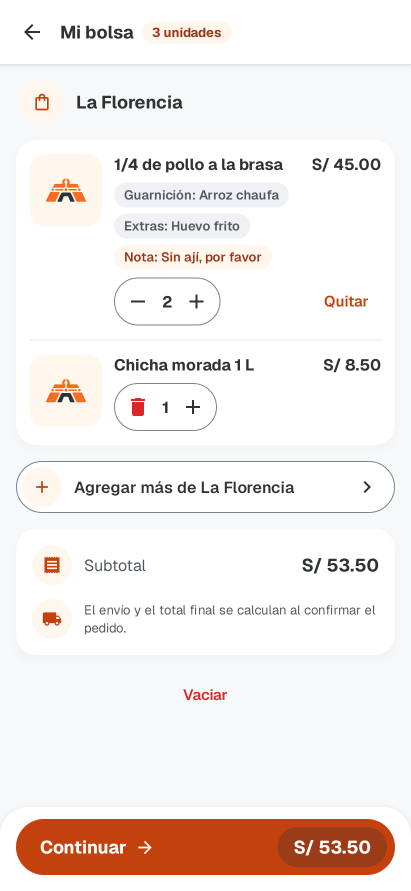 Mi bolsa
3 unidades
La Florencia
1/4 de pollo a la brasa
S/ 45.00
Guarnición: Arroz chaufa
Extras: Huevo frito
Nota: Sin ají, por favor
2
Quitar
Chicha morada 1 L
S/ 8.50
1
Agregar más de La Florencia
Subtotal
S/ 53.50
El envío y el total final se calculan al confirmar el
pedido.
Vaciar
Continuar
S/ 53.50